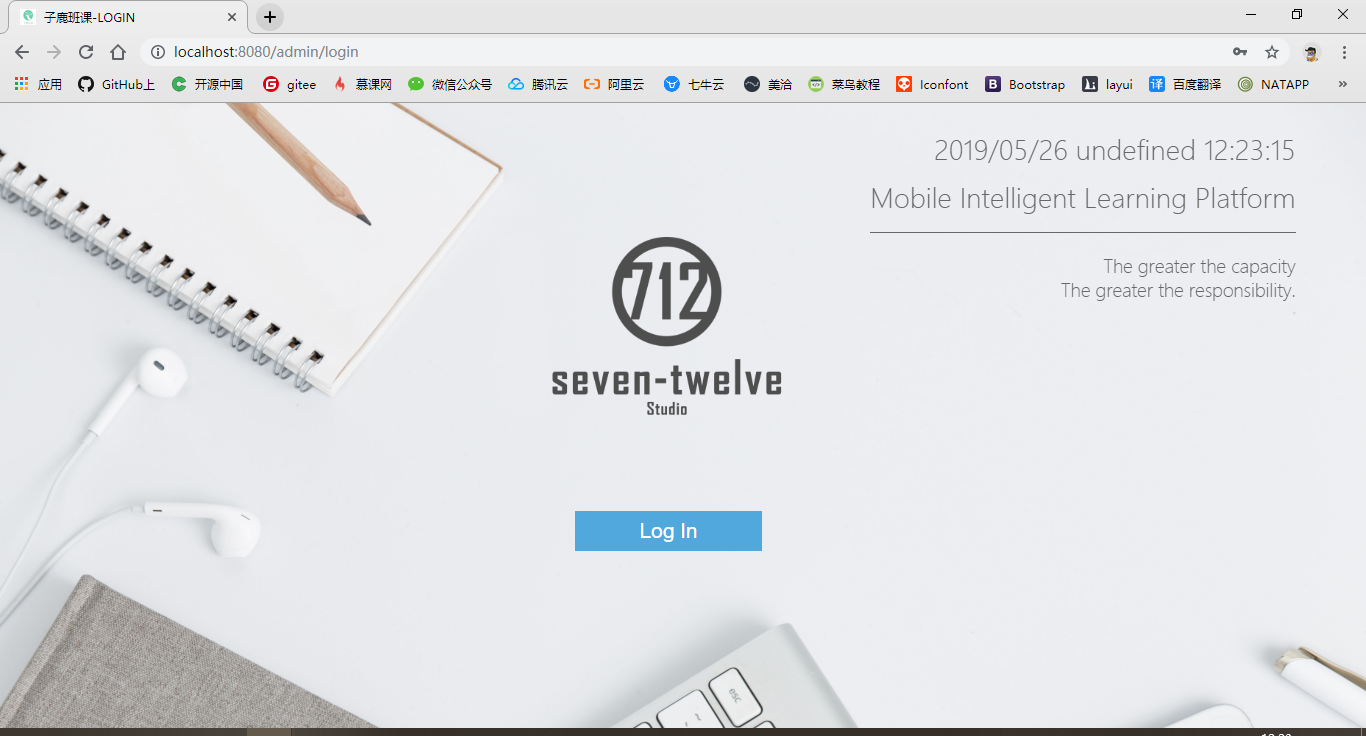 子鹿班课-LOGIN
localhost:8080/admin/login
应用 GitHub上 开源中国 gitee 慕课网 微信公众号 腾讯云 阿里云 七牛云 美洽 菜鸟教程 Iconfont Bootstrap layui 百度翻译 NATAPP »
2019/05/26 undefined 12:23:15
Mobile Intelligent Learning Platform
The greater the capacity
The greater the responsibility.
712
seven-twelve
Studio
Log In
esc